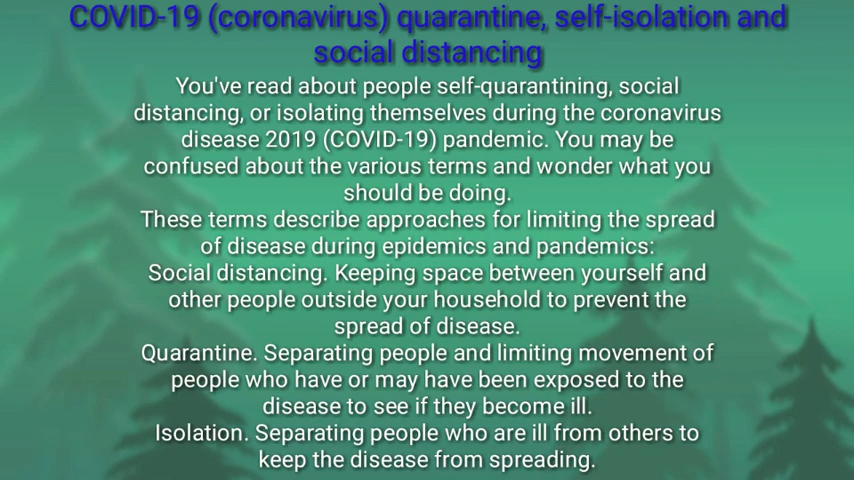 COVID-19 (coronavirus) quarantine, self-isolation and
social distancing
You've read about people self-quarantining, social
distancing, or isolating themselves during the coronavirus
disease 2019 (COVID-19) pandemic. You may be
confused about the various terms and wonder what you
should be doing.
These terms describe approaches for limiting the spread
of disease during epidemics and pandemics:
Social distancing. Keeping space between yourself and
other people outside your household to prevent the
spread of disease.
Quarantine. Separating people and limiting movement of
people who have or may have been exposed to the
disease to see if they become ill.
Isolation. Separating people who are ill from others to
keep the disease from spreading.